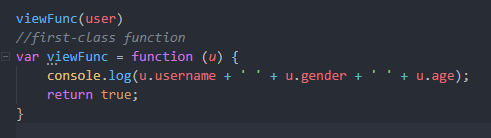 viewFunc(user)
//first-class function
var viewFunc = function (u) {
    console.log(u.username + ' ' + u.gender + ' ' + u.age);
    return true;
}